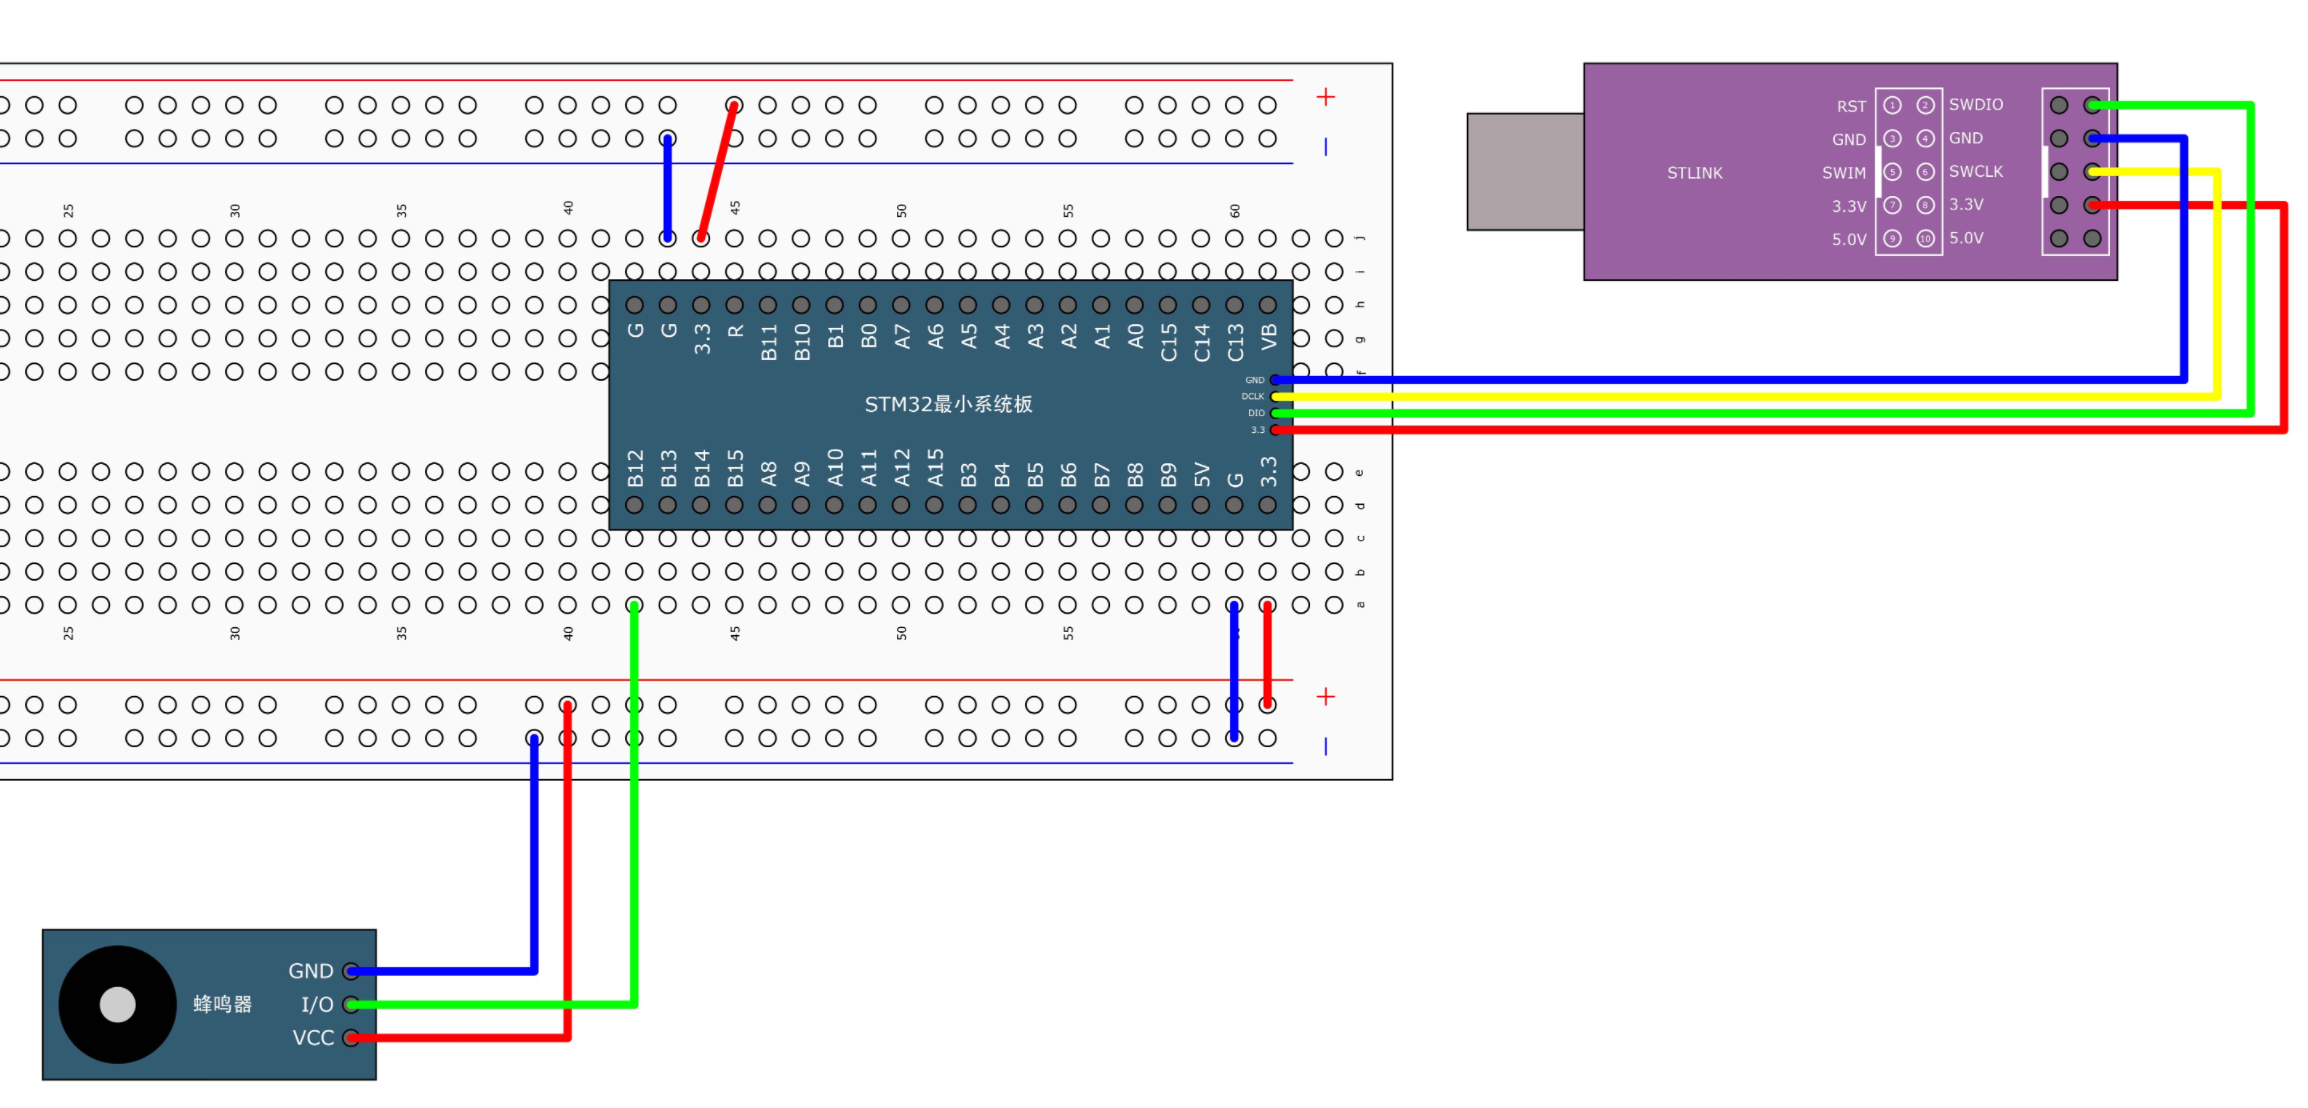 +
−
25 30 35 40 45 50 55 60
j
i
h
g
f
G G 3.3 R B11 B10 B1 B0 A7 A6 A5 A4 A3 A2 A1 A0 C15 C14 C13 VB
GND
DCLK
DIO
3.3
STM32最小系统板
B12 B13 B14 B15 A8 A9 A10 A11 A12 A15 B3 B4 B5 B6 B7 B8 B9 5V G 3.3
e
d
c
b
a
25 30 35 40 45 50 55
+
−
STLINK
RST 1 2 SWDIO
GND 3 4 GND
SWIM 5 6 SWCLK
3.3V 7 8 3.3V
5.0V 9 10 5.0V
蜂鸣器
GND
I/O
VCC